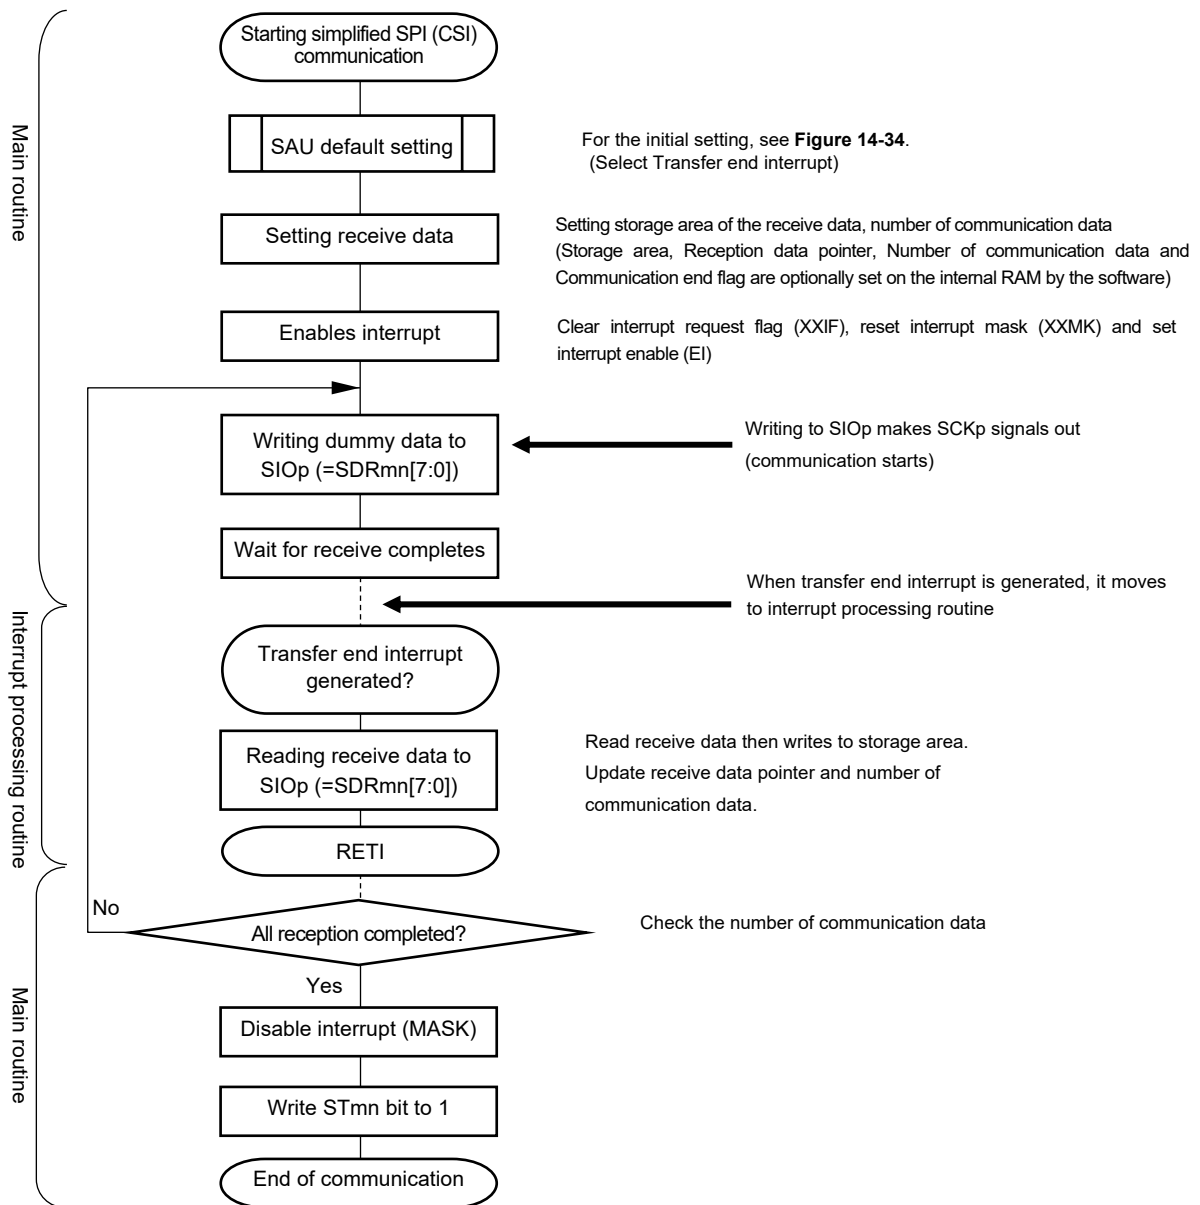 Starting simplified SPI (CSI)
communication
Main routine
SAU default setting
For the initial setting, see Figure 14-34.
(Select Transfer end interrupt)
Setting receive data
Setting storage area of the receive data, number of communication data
(Storage area, Reception data pointer, Number of communication data and
Communication end flag are optionally set on the internal RAM by the software)
Enables interrupt
Clear interrupt request flag (XXIF), reset interrupt mask (XXMK) and set
interrupt enable (EI)
Writing dummy data to
SIOp (=SDRmn[7:0])
Writing to SIOp makes SCKp signals out
(communication starts)
Wait for receive completes
When transfer end interrupt is generated, it moves
to interrupt processing routine
Interrupt processing routine
Transfer end interrupt
generated?
Reading receive data to
SIOp (=SDRmn[7:0])
Read receive data then writes to storage area.
Update receive data pointer and number of
communication data.
RETI
No
All reception completed?
Check the number of communication data
Yes
Main routine
Disable interrupt (MASK)
Write STmn bit to 1
End of communication